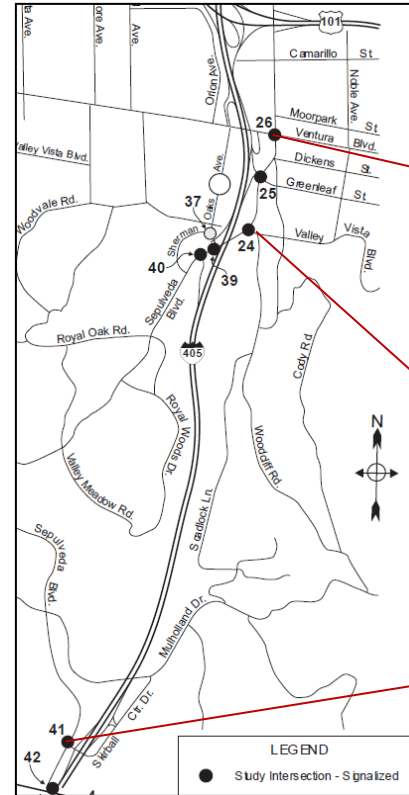 101
Ave.
ore Ave.
Orion Ave.
Camarillo St.
Noble Ave.
Moorpark St.
26
Ventura Blvd.
Valley Vista Blvd.
Dickens St.
Ave.
25
Greenleaf St
Woodvale Rd.
37
Oaks
Sherman
24
Valley Vista Blvd.
40
39
Sepulveda Blvd.
Royal Oak Rd.
405
Cody Rd
Royal Woods Dr.
N
Woodcliff Rd.
Valley Meadow Rd.
Scadlock Ln.
Sepulveda Blvd.
Mulholland Dr.
Skirball Ctr. Dr.
41
42
LEGEND
Study Intersection - Signalized